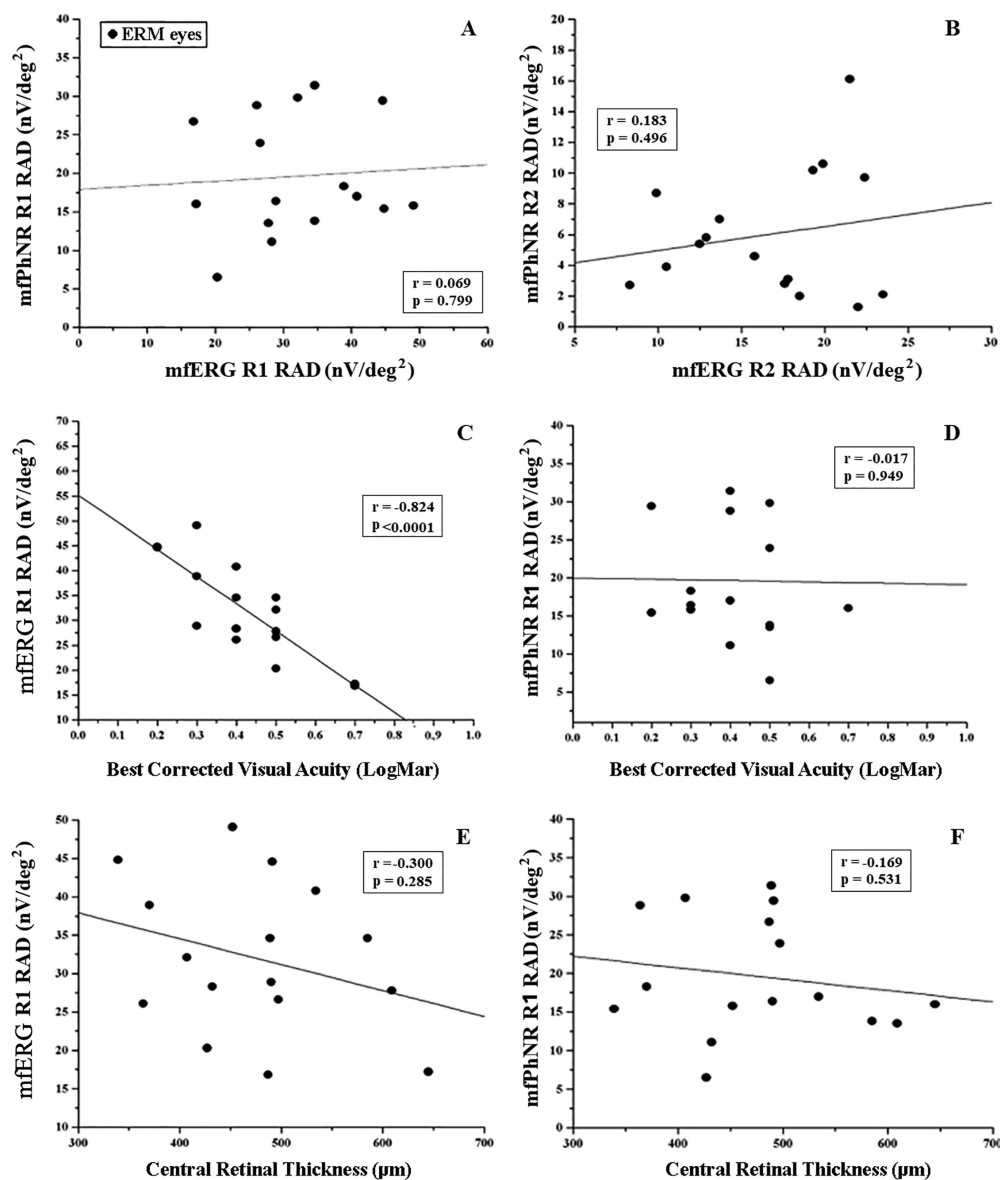 A
● ERM eyes
mfPhNR R1 RAD (nV/deg²)
40
35
30
25
20
15
10
5
0
r = 0.069
p = 0.799
0 10 20 30 40 50 60
mfERG R1 RAD (nV/deg²)
B
mfPhNR R2 RAD (nV/deg²)
20
18
16
14
12
10
8
6
4
2
0
r = 0.183
p = 0.496
5 10 15 20 25 30
mfERG R2 RAD (nV/deg²)
C
mfERG R1 RAD (nV/deg²)
70
65
60
55
50
45
40
35
30
25
20
15
10
r = -0.824
p <0.0001
0.0 0.1 0.2 0.3 0.4 0.5 0.6 0.7 0.8 0.9 1.0
Best Corrected Visual Acuity (LogMar)
D
mfPhNR R1 RAD (nV/deg²)
40
35
30
25
20
15
10
5
r = -0.017
p = 0.949
0.0 0.1 0.2 0.3 0.4 0.5 0.6 0.7 0.8 0.9 1.0
Best Corrected Visual Acuity (LogMar)
E
mfERG R1 RAD (nV/deg²)
50
45
40
35
30
25
20
15
10
r =-0.300
p = 0.285
300 400 500 600 700
Central Retinal Thickness (µm)
F
mfPhNR R1 RAD (nV/deg²)
40
35
30
25
20
15
10
5
0
r =-0.169
p = 0.531
300 400 500 600 700
Central Retinal Thickness (µm)